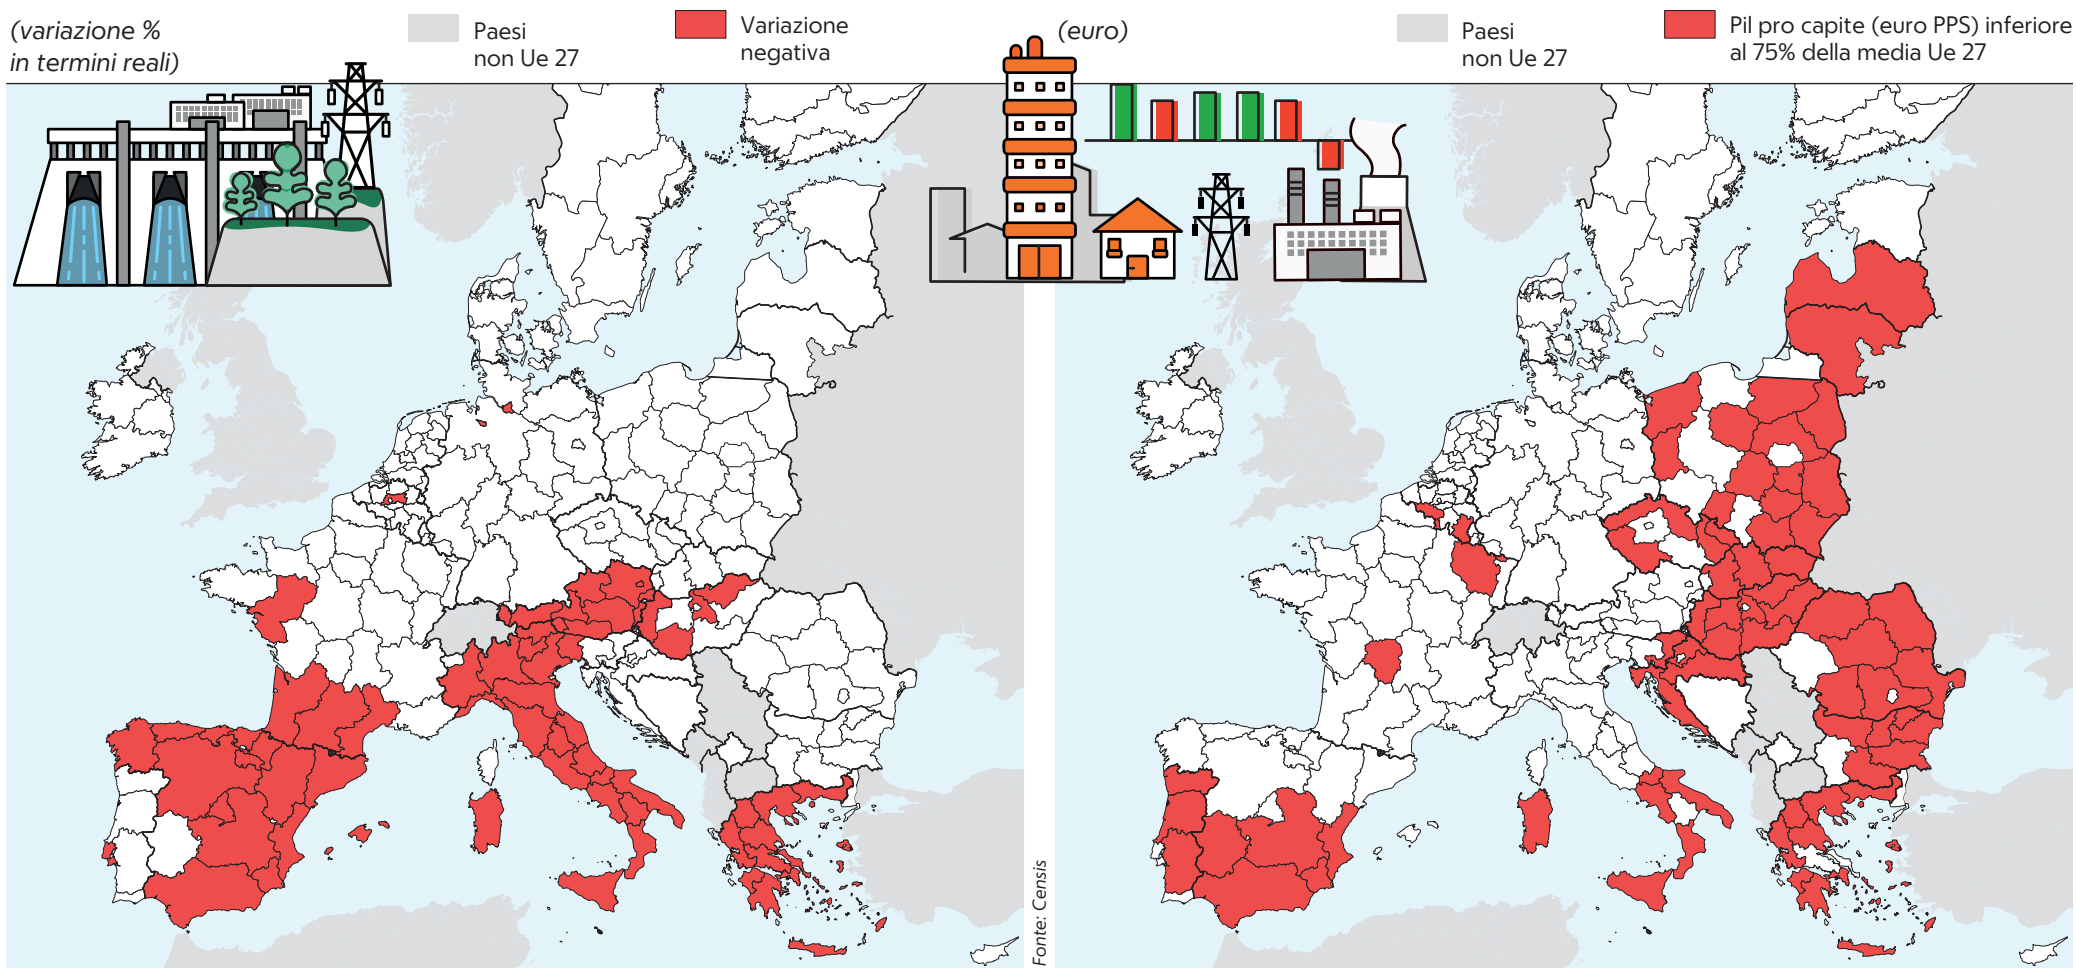 (variazione %
in termini reali)
Paesi
non Ue 27
Variazione
negativa
(euro)
Paesi
non Ue 27
Pil pro capite (euro PPS) inferiore
al 75% della media Ue 27
Fonte: Censis